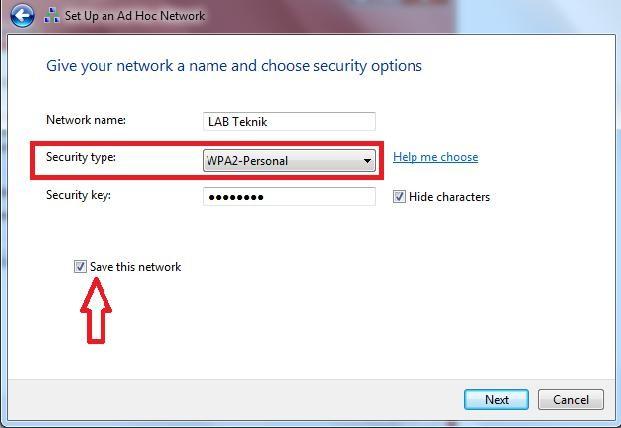 Set Up an Ad Hoc Network
Give your network a name and choose security options
Network name: LAB Teknik
Security type: WPA2-Personal Help me choose
Security key: ●●●●●●●● Hide characters
Save this network
Next Cancel